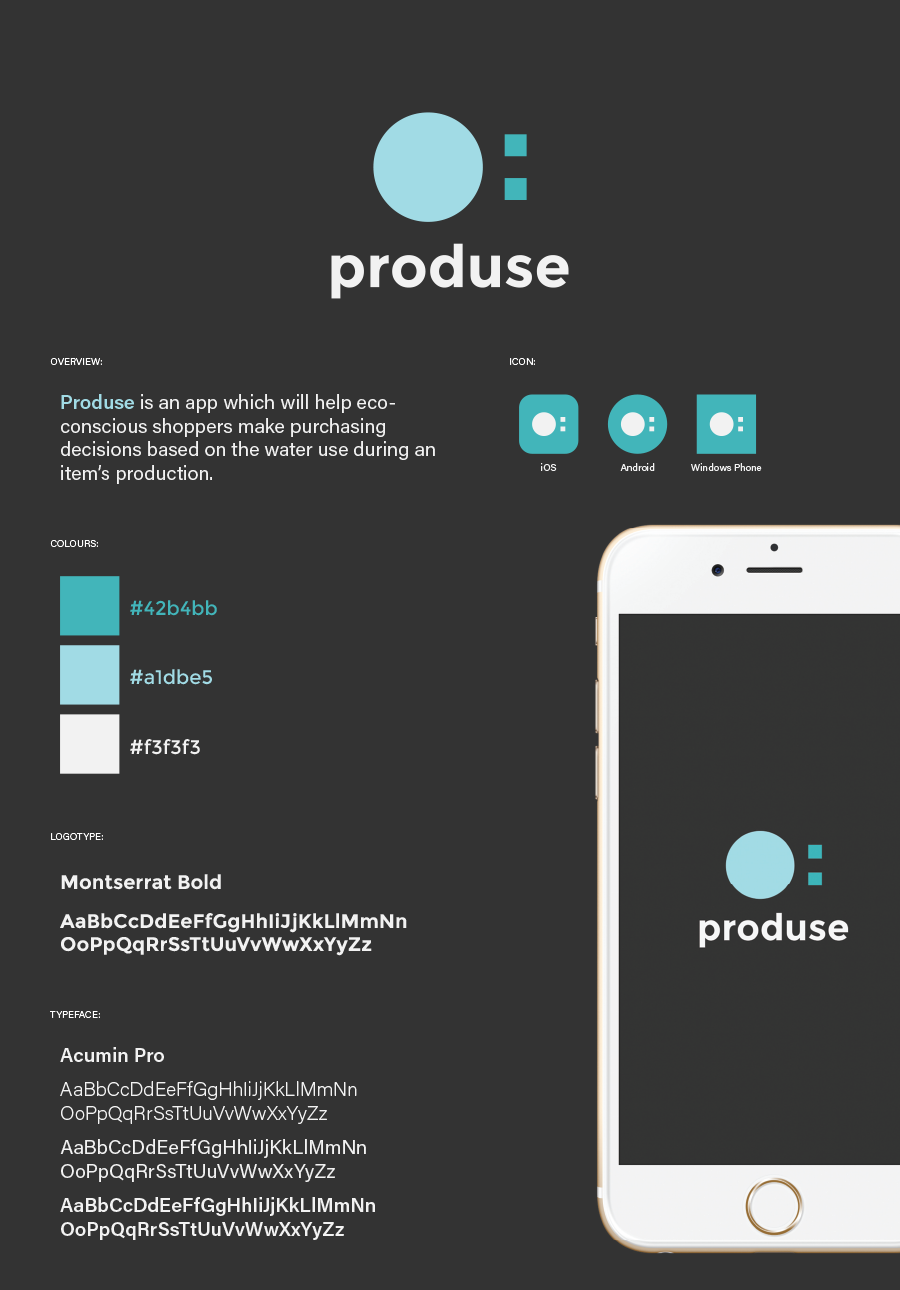 produse
OVERVIEW:
Produse is an app which will help eco-
conscious shoppers make purchasing
decisions based on the water use during an
item's production.
ICON:
iOS
Android
Windows Phone
COLOURS:
#42b4bb
#a1dbe5
#f3f3f3
LOGOTYPE:
Montserrat Bold
AaBbCcDdEeFfGgHhIiJjKkLlMmNn
OoPpQqRrSsTtUuVvWwXxYyZz
TYPEFACE:
Acumin Pro
AaBbCcDdEeFfGgHhIiJjKkLlMmNn
OoPpQqRrSsTtUuVvWwXxYyZz
AaBbCcDdEeFfGgHhIiJjKkLlMmNn
OoPpQqRrSsTtUuVvWwXxYyZz
AaBbCcDdEeFfGgHhIiJjKkLlMmNn
OoPpQqRrSsTtUuVvWwXxYyZz
produse